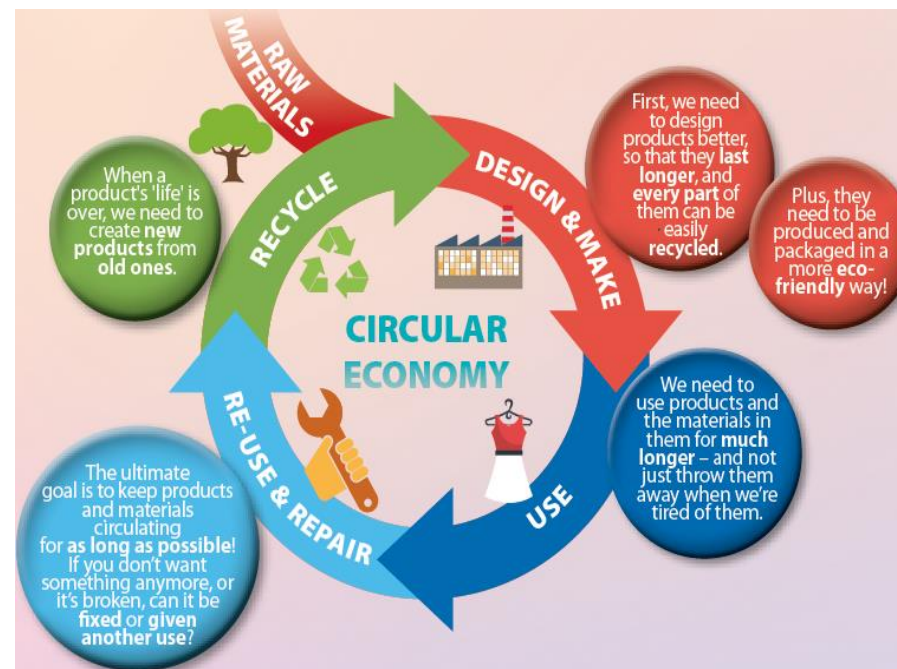 RAW
MATERIALS
First, we need
to design
products better,
so that they last
longer, and
every part of
them can be
easily
recycled.
Plus, they
need to be
produced and
packaged in a
more eco-
friendly way!
When a
product's 'life' is
over, we need to
create new
products from
old ones.
RECYCLE
DESIGN & MAKE
CIRCULAR
ECONOMY
We need to
use products and
the materials in
them for much
longer – and not
just throw them
away when we're
tired of them.
USE
RE-USE & REPAIR
The ultimate
goal is to keep products
and materials
circulating
for as long as possible!
If you don't want
something anymore, or
it's broken, can it be
fixed or given
another use?